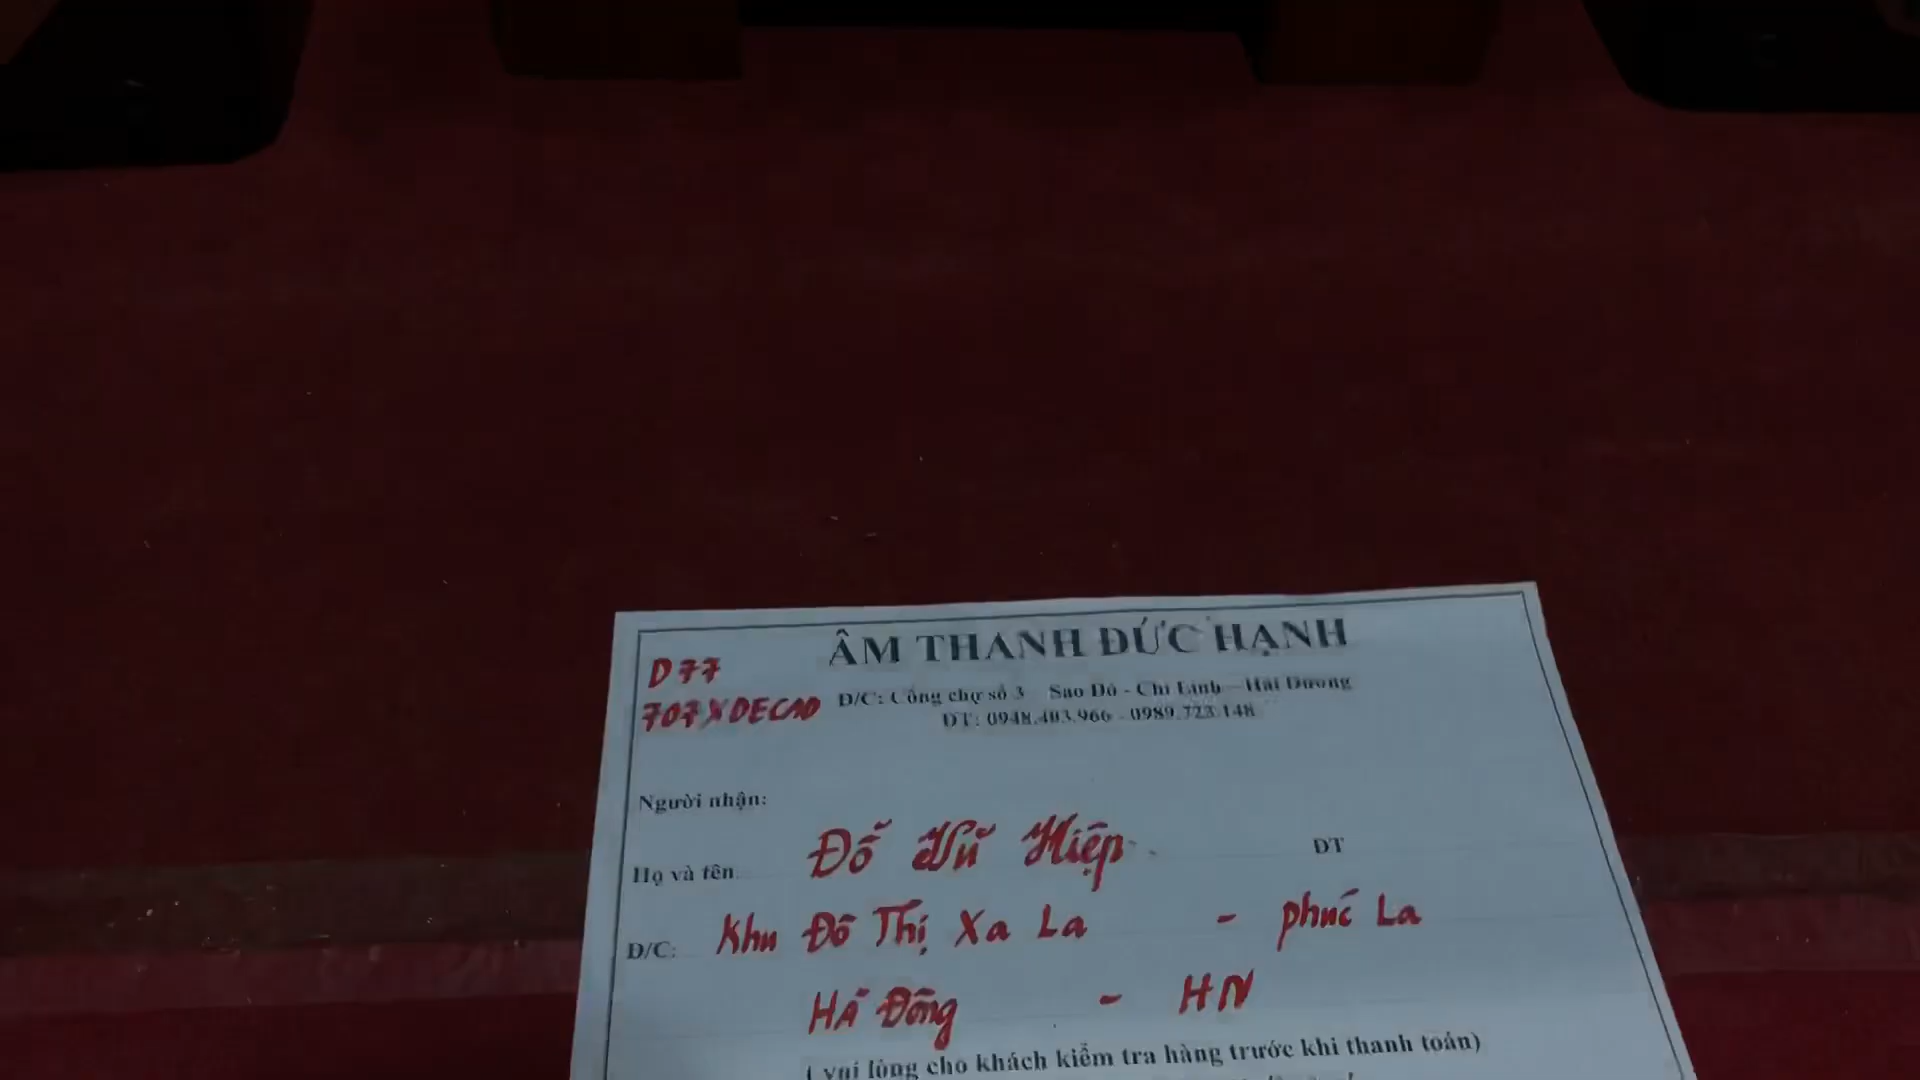 ÂM THANH ĐỨC HẠNH
D77
707 X DECAD
Đ/C: Cổng chợ số 3 Sao Đỏ - Chí Linh - Hải Dương
ĐT: 0948.403.966 - 0989.723.148
Người nhận:
Họ và tên Đỗ Vũ Hiệp ĐT
Đ/C: Khu Đô Thị Xa La - Phúc La
Hà Đông - HN
( vui lòng cho khách kiểm tra hàng trước khi thanh toán)